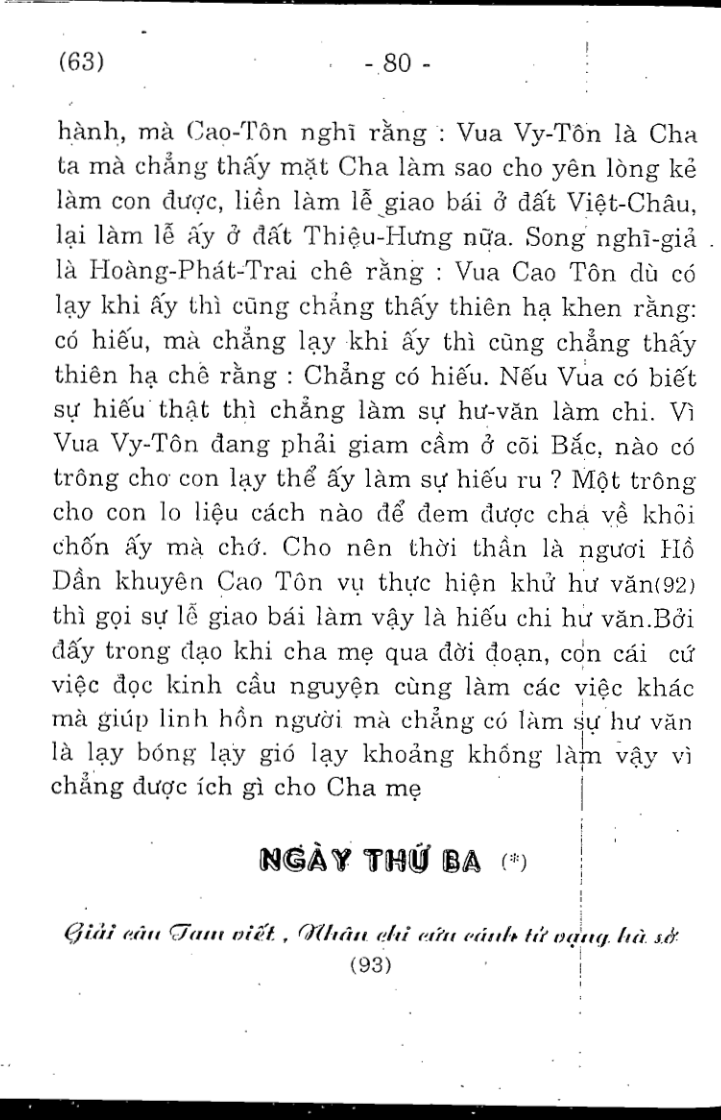 (63) - 80 -
hành, mà Cao-Tôn nghĩ rằng : Vua Vy-Tôn là Cha
ta mà chẳng thấy mặt Cha làm sao cho yên lòng kẻ
làm con được, liền làm lễ giao bái ở đất Việt-Châu,
lại làm lễ ấy ở đất Thiệu-Hưng nữa. Song nghĩ-giả
là Hoàng-Phát-Trai chê rằng : Vua Cao Tôn dù có
lạy khi ấy thì cũng chẳng thấy thiên hạ khen rằng:
có hiếu, mà chẳng lạy khi ấy thì cũng chẳng thấy
thiên hạ chê rằng : Chẳng có hiếu. Nếu Vua có biết
sự hiếu thật thì chẳng làm sự hư-văn làm chi. Vì
Vua Vy-Tôn đang phải giam cầm ở cõi Bắc, nào có
trông cho con lạy thể ấy làm sự hiếu ru ? Một trông
cho con lo liệu cách nào để đem được cha về khỏi
chốn ấy mà chớ. Cho nên thời thần là ngươi Hồ
Dần khuyên Cao Tôn vụ thực hiện khử hư văn(92)
thì gọi sự lễ giao bái làm vậy là hiếu chi hư văn.Bởi
đấy trong đạo khi cha mẹ qua đời đoạn, con cái cứ
việc đọc kinh cầu nguyện cùng làm các việc khác
mà giúp linh hồn người mà chẳng có làm sự hư văn
là lạy bóng lạy gió lạy khoảng không làm vậy vì
chẳng được ích gì cho Cha mẹ
NGÀY THỨ BA (*)
Giải câu Tam viết , Nhân chi cứu cánh tử vạng hà sở
(93)